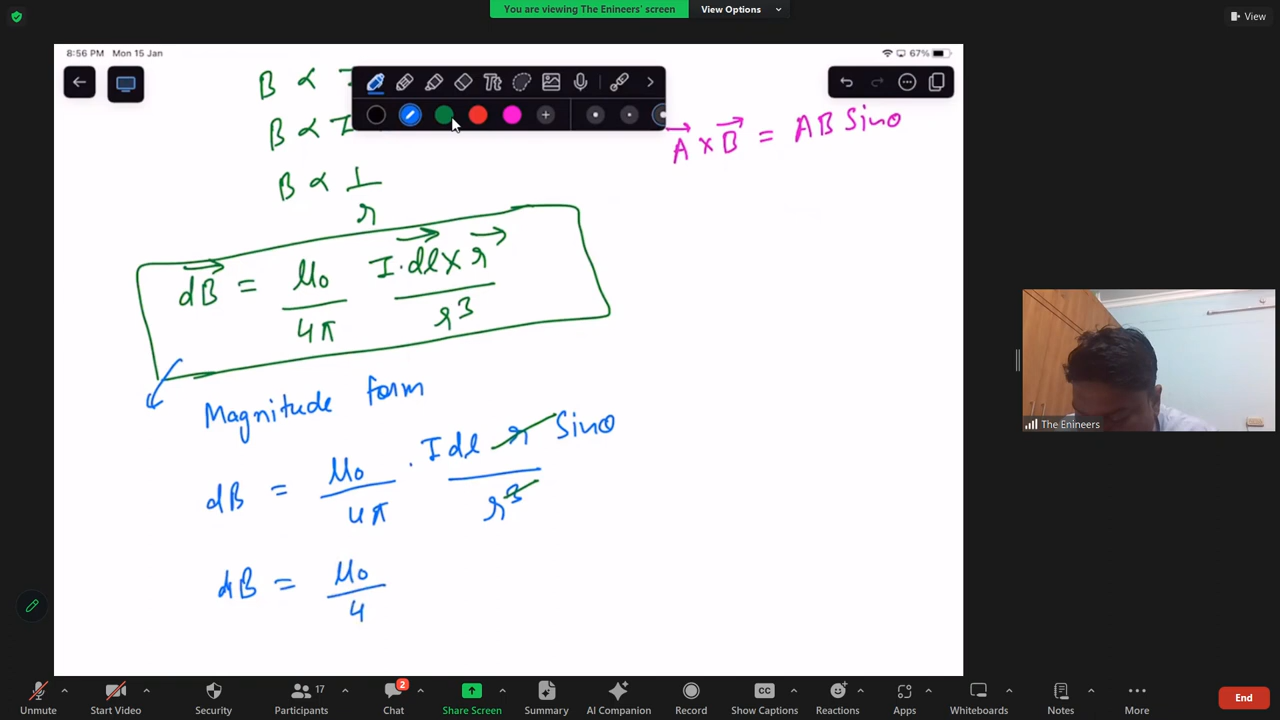 You are viewing The Enineers' screen
View Options
View
8:56 PM Mon 15 Jan
67%
B ∝ I
B ∝ I
B ∝ 1/r
A⃗ × B⃗ = AB Sinθ
dB⃗ = μ₀/4π I·dl⃗ × r⃗ / r³
Magnitude form
dB = μ₀/4π · I dl r Sinθ / r³
dB = μ₀/4
The Enineers
Unmute
Start Video
Security
17
Participants
2
Chat
Share Screen
Summary
AI Companion
Record
CC
Show Captions
Reactions
Apps
Whiteboards
Notes
More
End